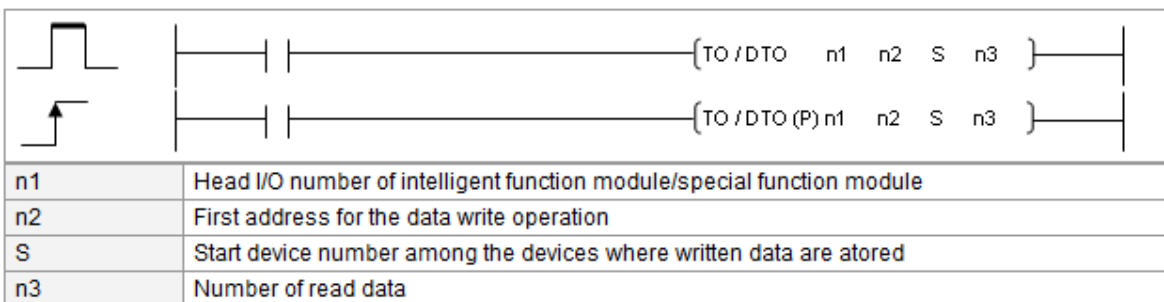 TO / DTO n1 n2 S n3
TO / DTO (P) n1 n2 S n3
n1 Head I/O number of intelligent function module/special function module
n2 First address for the data write operation
S Start device number among the devices where written data are atored
n3 Number of read data